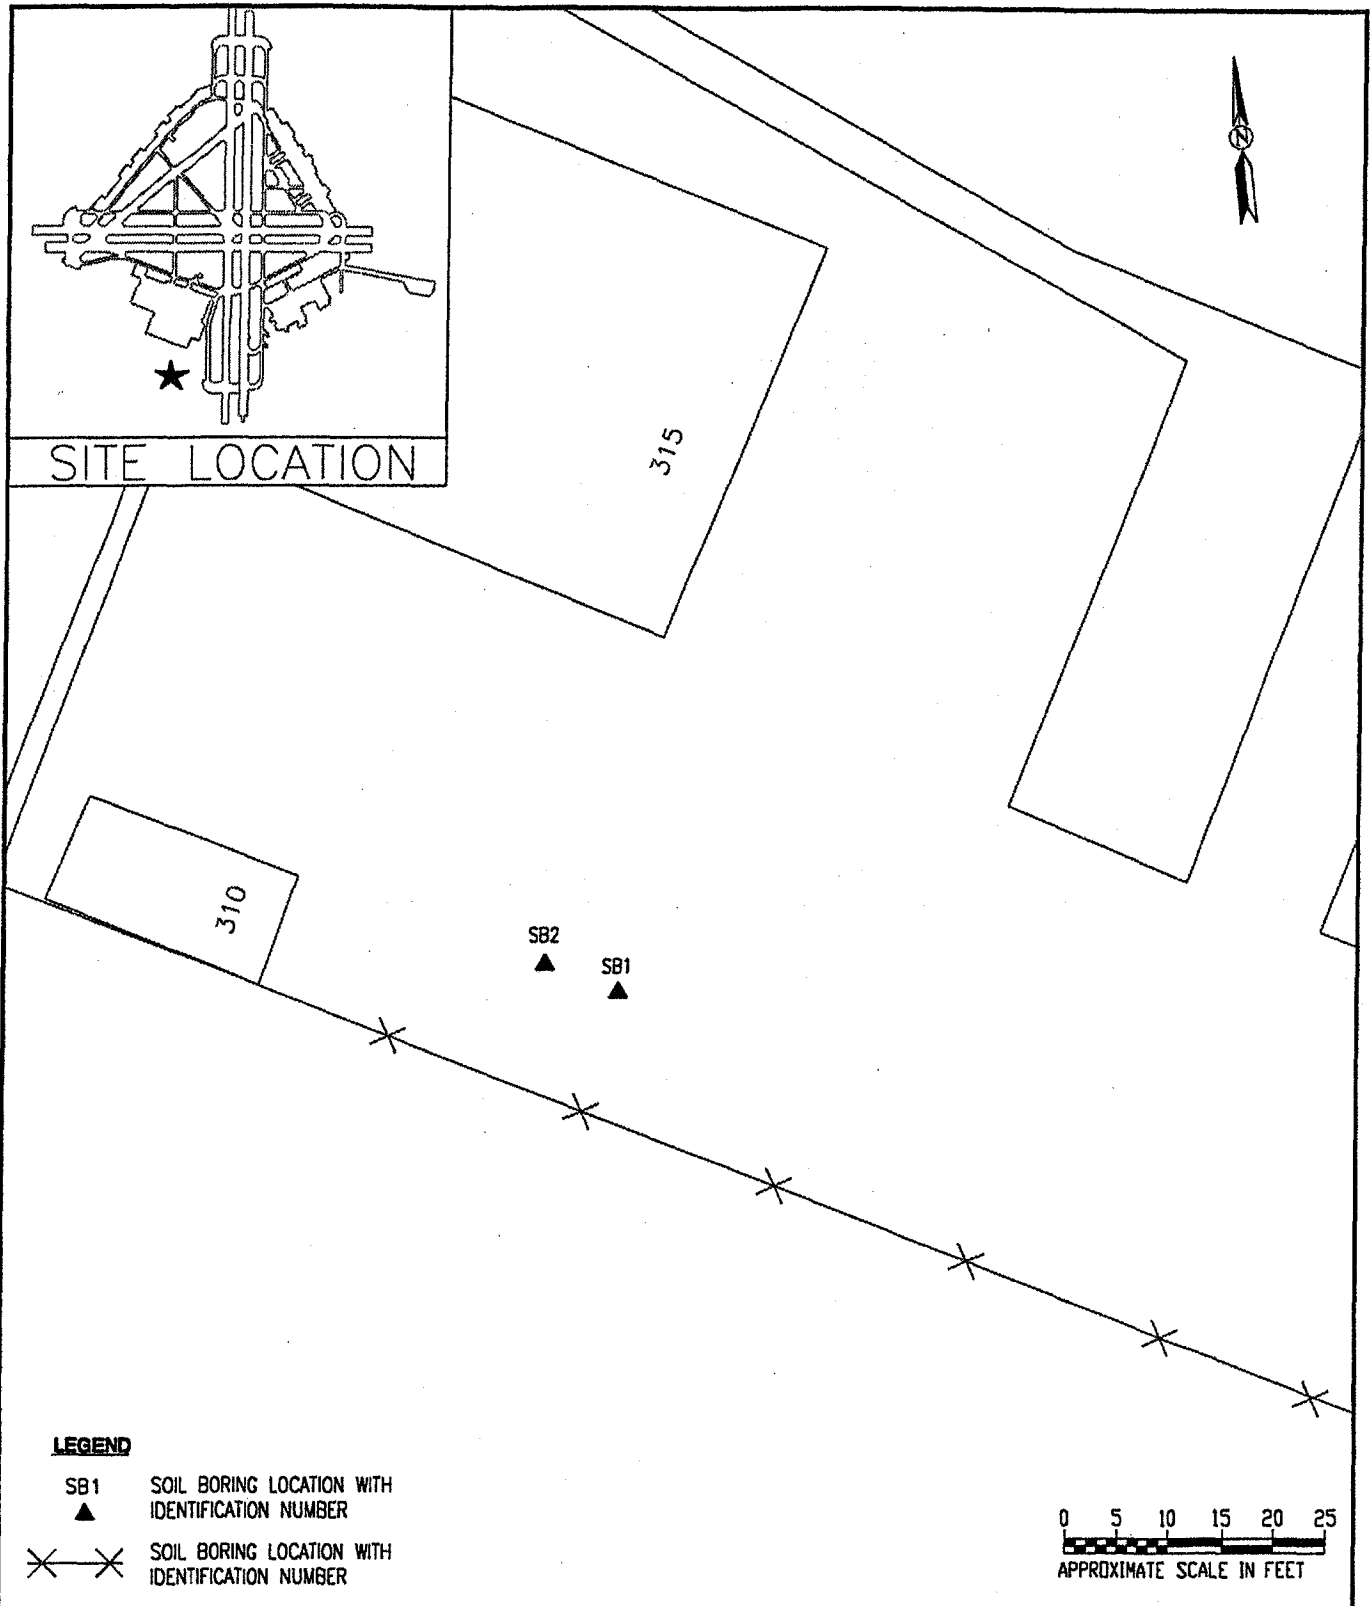 N
SITE LOCATION
315
310
SB2
SB1
LEGEND
SB1 SOIL BORING LOCATION WITH
IDENTIFICATION NUMBER
SOIL BORING LOCATION WITH
IDENTIFICATION NUMBER
0 5 10 15 20 25
APPROXIMATE SCALE IN FEET